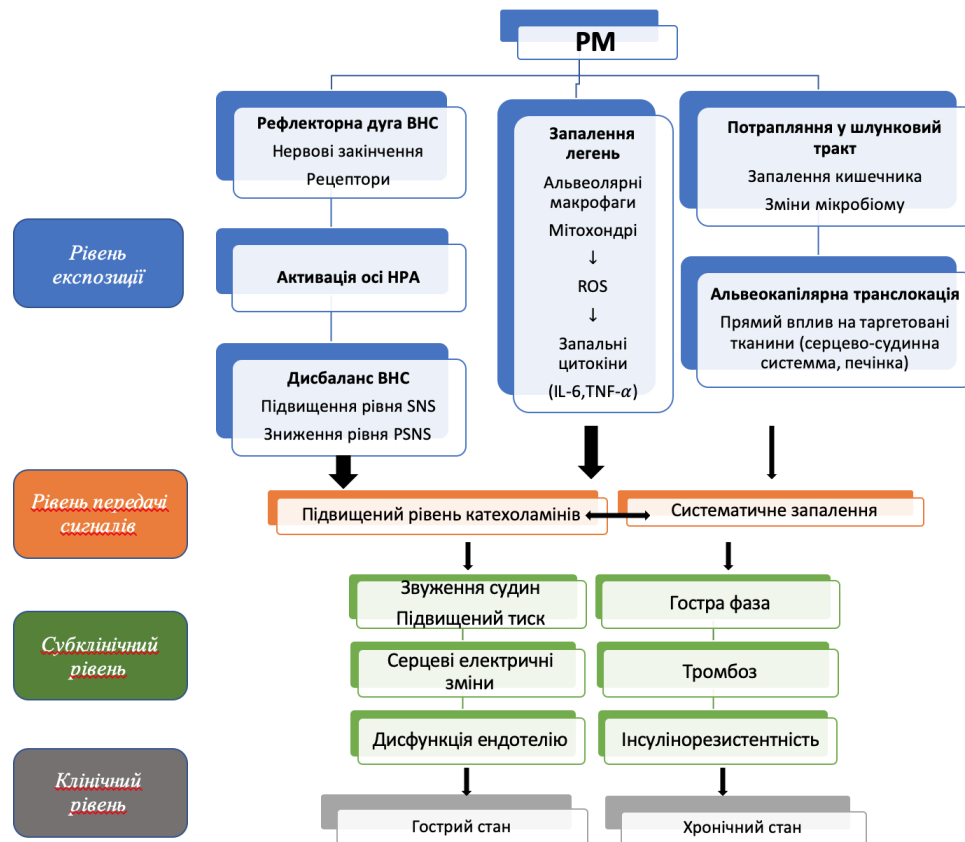 PM
Рефлекторна дуга ВНС
Нервові закінчення
Рецептори
Запалення
легень
Альвеолярні
макрофаги
Мітохондрі
↓
ROS
↓
Запальні
цитокіни
(IL-6,TNF-α)
Потрапляння у шлунковий
тракт
Запалення кишечника
Зміни мікробіому
Рівень
експозиції
Активація осі HPA
Альвеокапілярна транслокація
Прямий вплив на таргетовані
тканини (серцево-судинна
системма, печінка)
Дисбаланс ВНС
Підвищення рівня SNS
Зниження рівня PSNS
Рівень передачі
сигналів
Підвищений рівень катехоламінів
Систематичне запалення
Субклінічний
рівень
Звуження судин
Підвищений тиск
Гостра фаза
Серцеві електричні
зміни
Тромбоз
Дисфункція ендотелію
Інсулінорезистентність
Клінічний
рівень
Гострий стан
Хронічний стан